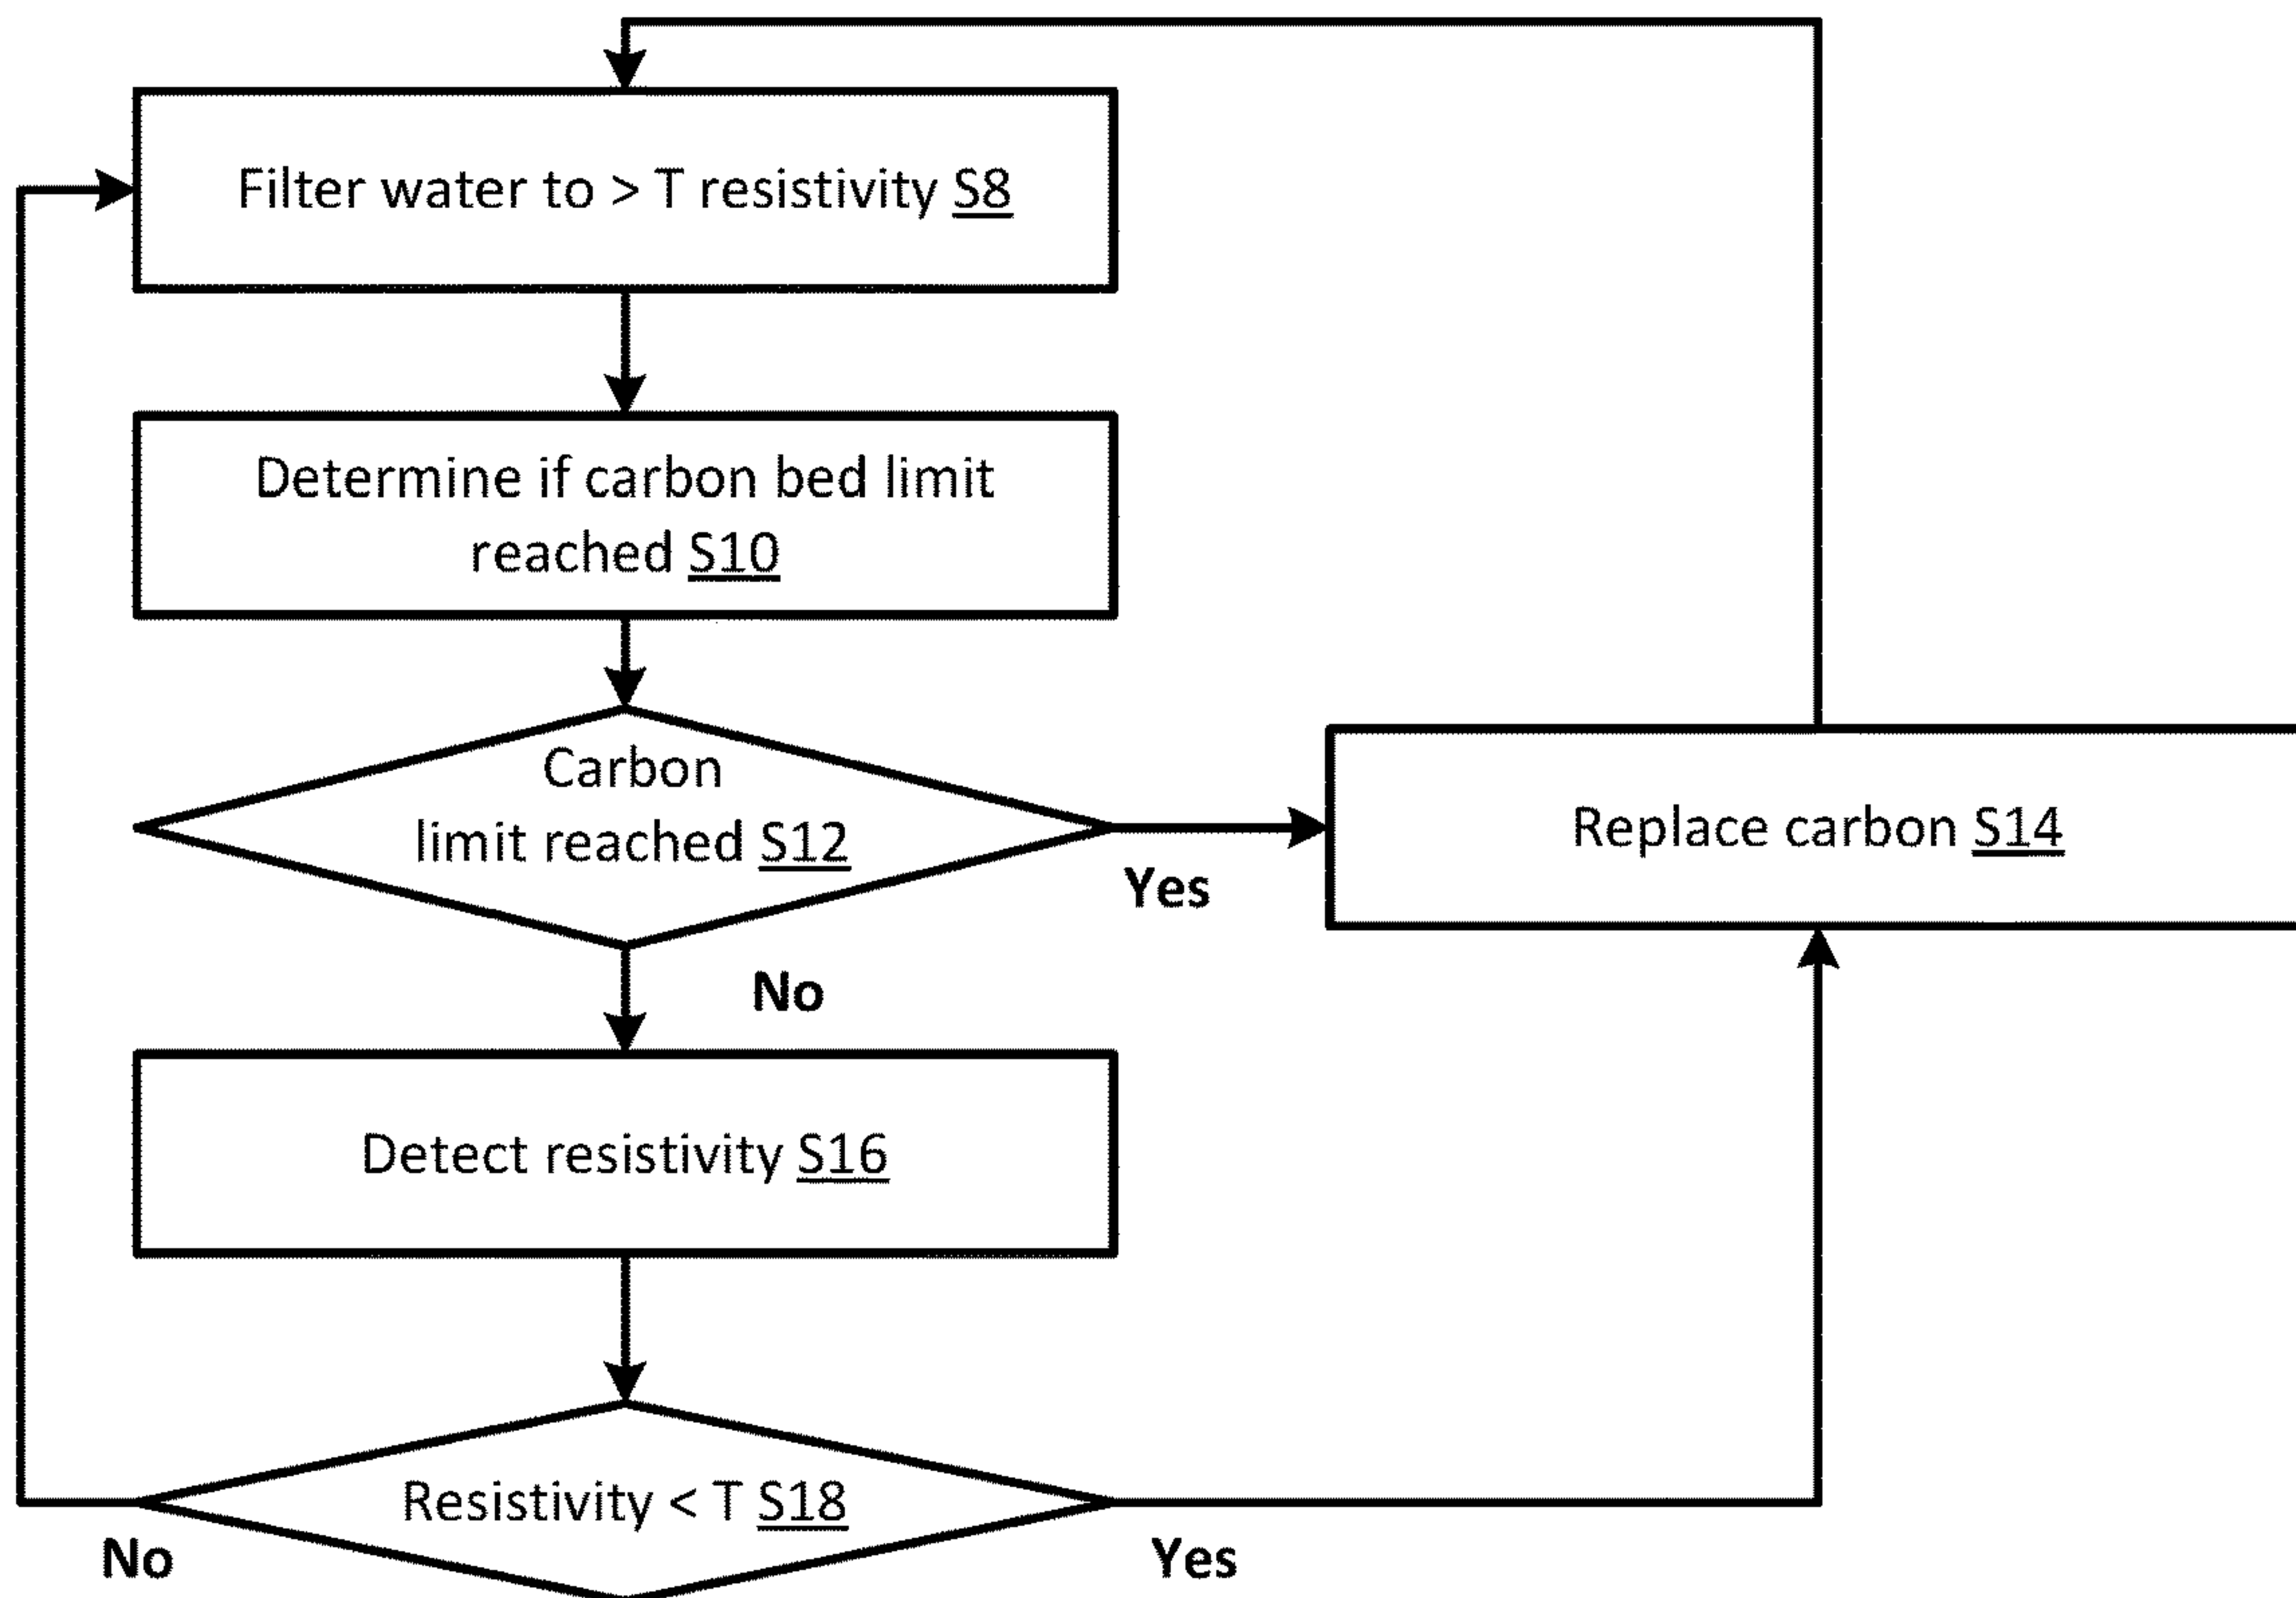 Filter water to > T resistivity S8
Determine if carbon bed limit
reached S10
Carbon
limit reached S12
Yes
Replace carbon S14
No
Detect resistivity S16
Resistivity < T S18
No
Yes